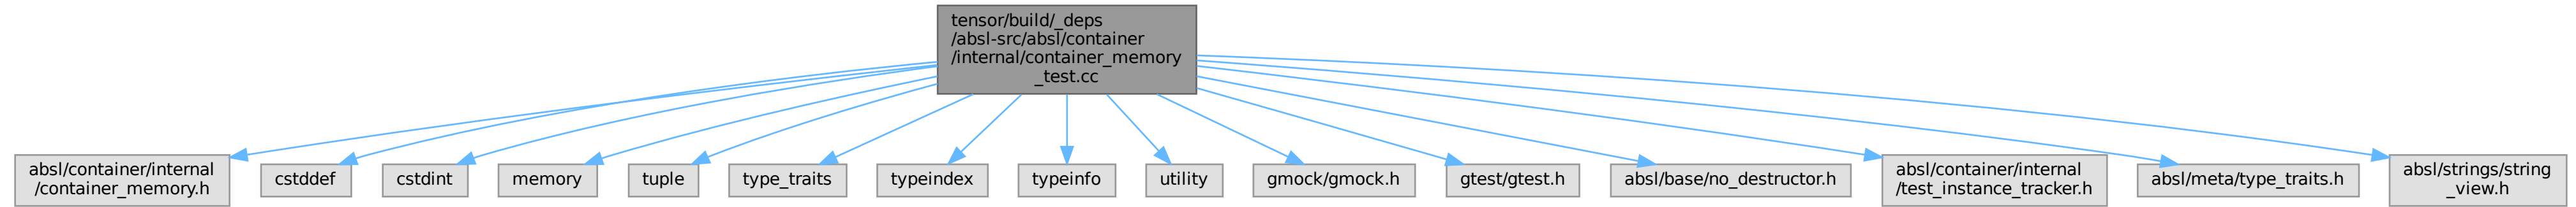 tensor/build/_deps
/absl-src/absl/container
/internal/container_memory
_test.cc
absl/container/internal
/container_memory.h
cstddef
cstdint
memory
tuple
type_traits
typeindex
typeinfo
utility
gmock/gmock.h
gtest/gtest.h
absl/base/no_destructor.h
absl/container/internal
/test_instance_tracker.h
absl/meta/type_traits.h
absl/strings/string
_view.h